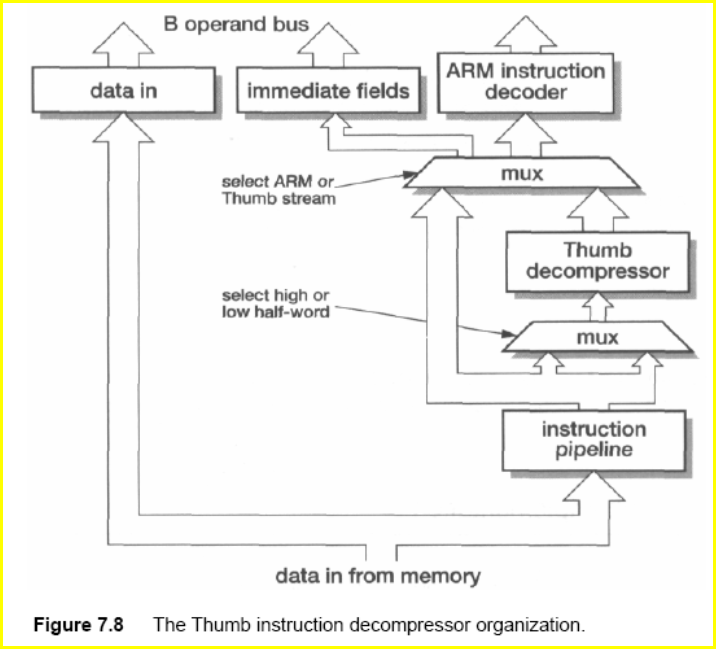 B operand bus
data in
immediate fields
ARM instruction
decoder
mux
select ARM or
Thumb stream
Thumb
decompressor
select high or
low half-word
mux
instruction
pipeline
data in from memory
Figure 7.8 The Thumb instruction decompressor organization.